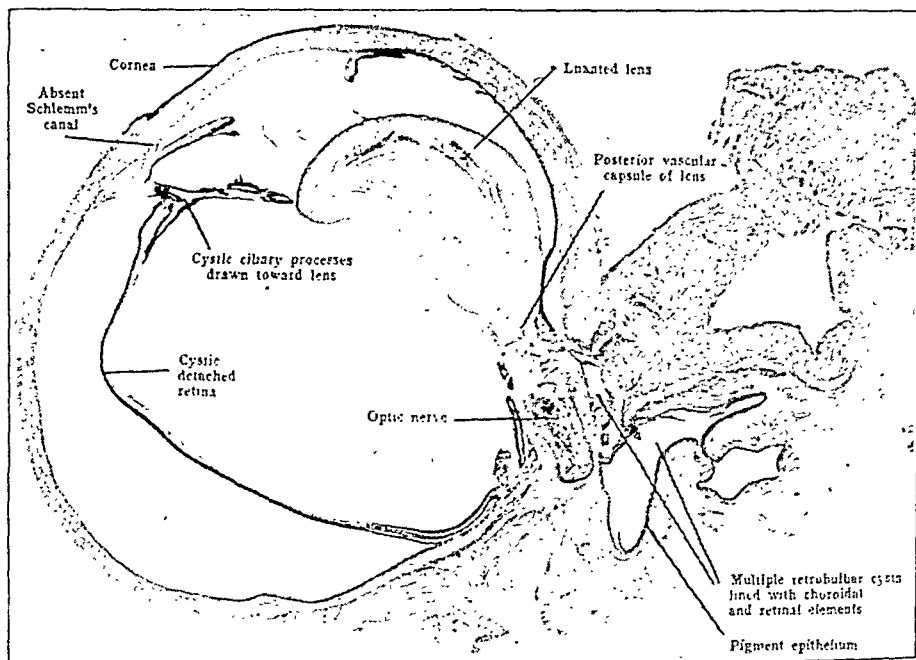 Cornea
Luxated lens
Absent
Schlemm's
canal
Posterior vascular
capsule of lens
Cystic ciliary processes
drawn toward lens
Cystic
detached
retina
Optic nerve
Multiple retrobulbar cysts
lined with choroidal
and retinal elements
Pigment epithelium